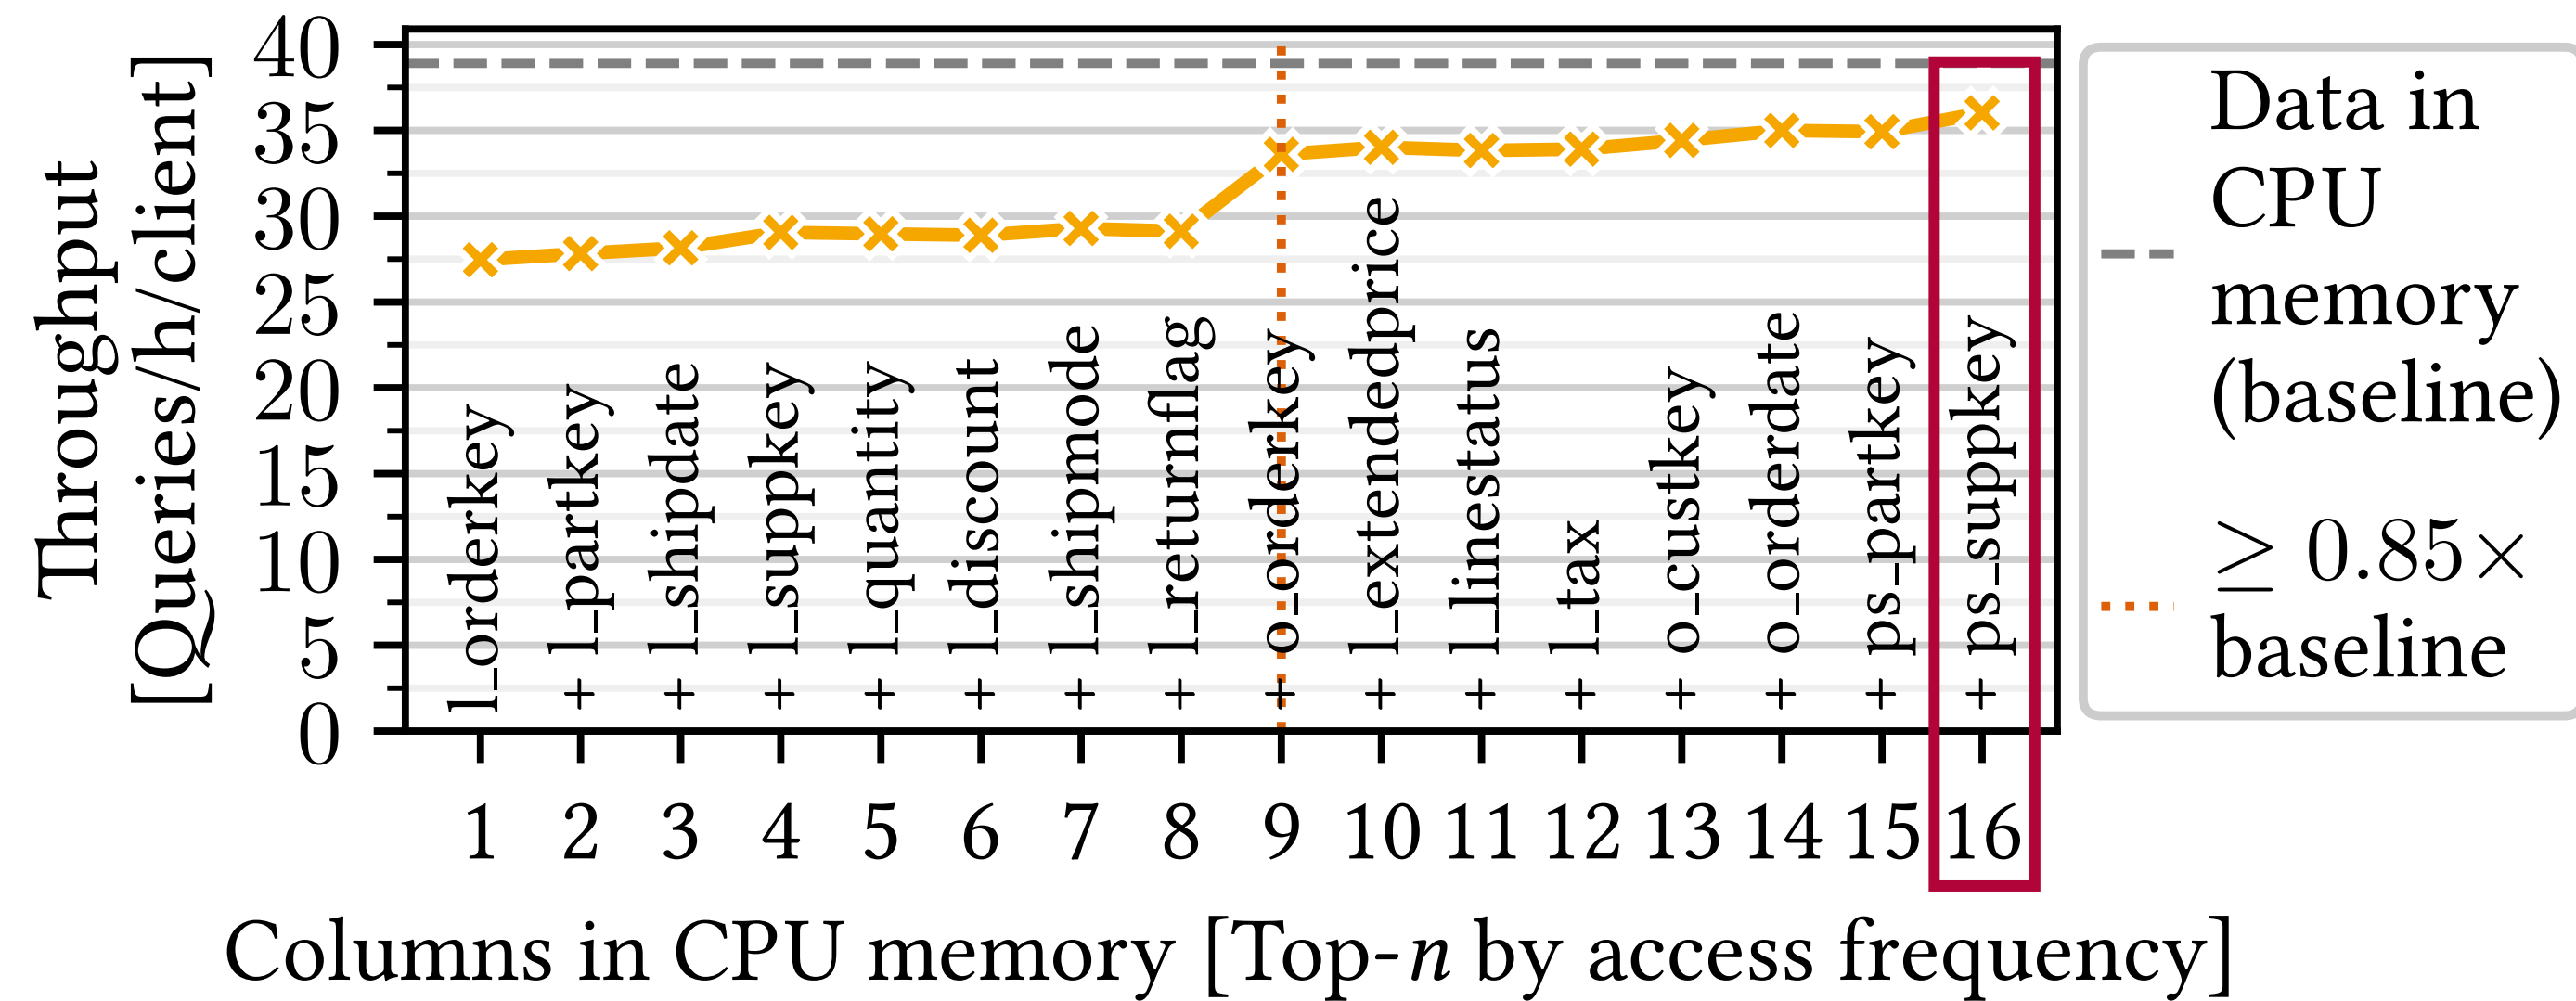 Throughput
[Queries/h/client]
40
35
30
25
20
15
10
5
0
l_orderkey
+ l_partkey
+ l_shipdate
+ l_suppkey
+ l_quantity
+ l_discount
+ l_shipmode
+ l_returnflag
+ o_orderkey
+ l_extendedprice
+ l_linestatus
+ l_tax
+ o_custkey
+ o_orderdate
+ ps_partkey
+ ps_suppkey
1 2 3 4 5 6 7 8 9 10 11 12 13 14 15 16
Columns in CPU memory [Top-n by access frequency]
Data in
CPU
memory
(baseline)
≥ 0.85×
baseline